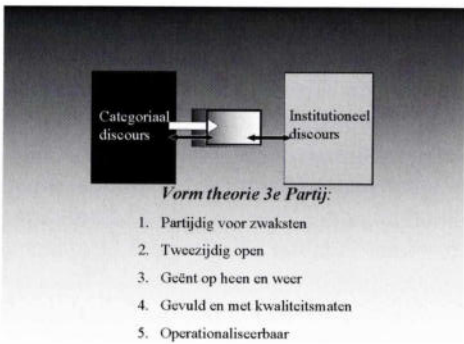 Categoriaal
discours
Institutioneel
discours
Vorm theorie 3e Partij:
1. Partijdig voor zwaksten
2. Tweezijdig open
3. Geënt op heen en weer
4. Gevuld en met kwaliteitsmaten
5. Operationaliseerbaar